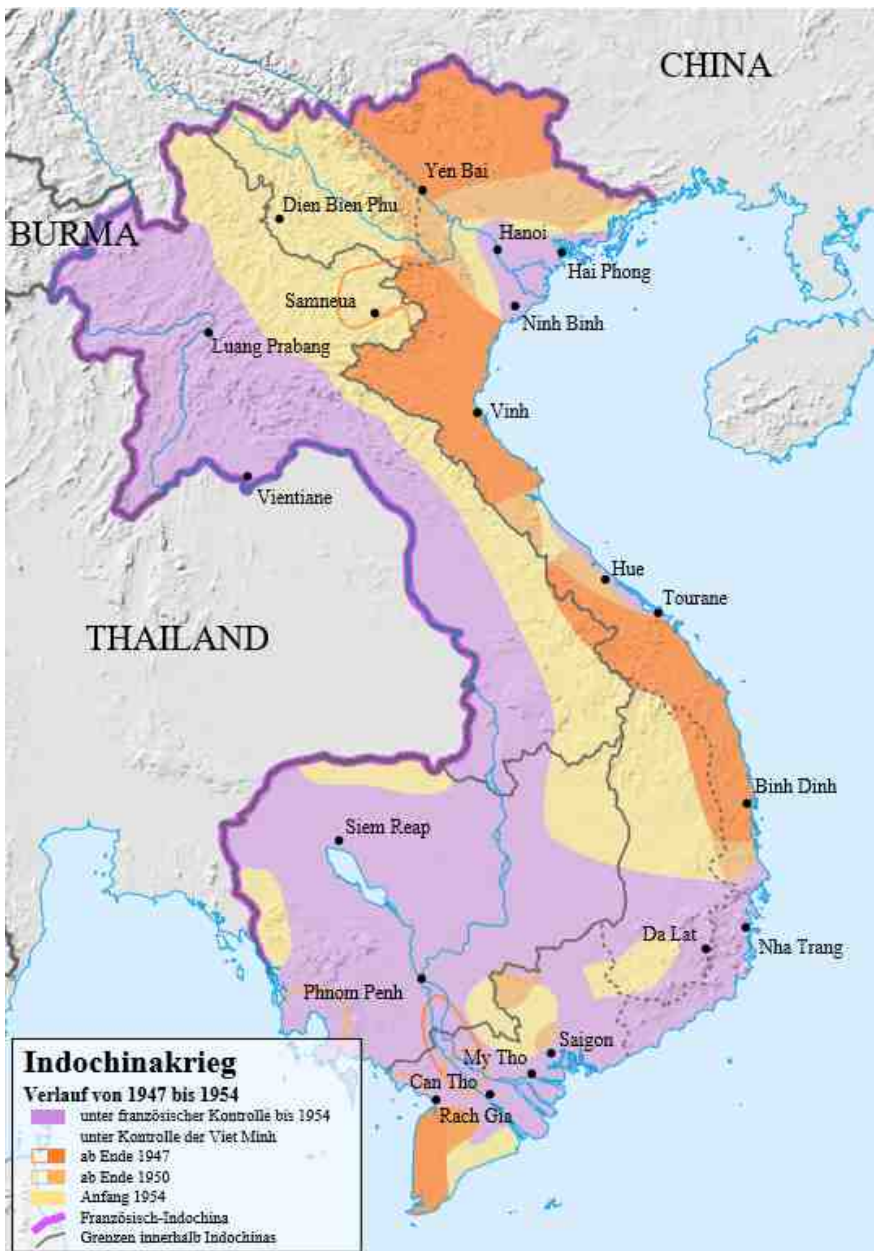 CHINA
Yen Bai
Dien Bien Phu
BURMA
Hanoi
Hai Phong
Samneua
Ninh Binh
Luang Prabang
Vinh
Vientiane
Hue
Tourane
THAILAND
Binh Dinh
Siem Reap
Da Lat
Nha Trang
Phnom Penh
Saigon
My Tho
Can Tho
Rach Gia
Indochinakrieg
Verlauf von 1947 bis 1954
unter französischer Kontrolle bis 1954
unter Kontrolle der Viet Minh
ab Ende 1947
ab Ende 1950
Anfang 1954
Französisch-Indochina
Grenzen innerhalb Indochinas